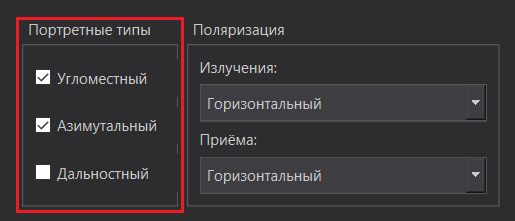 Портретные типы
Угломестный
Азимутальный
Дальностный
Поляризация
Излучения:
Горизонтальный
Приёма:
Горизонтальный